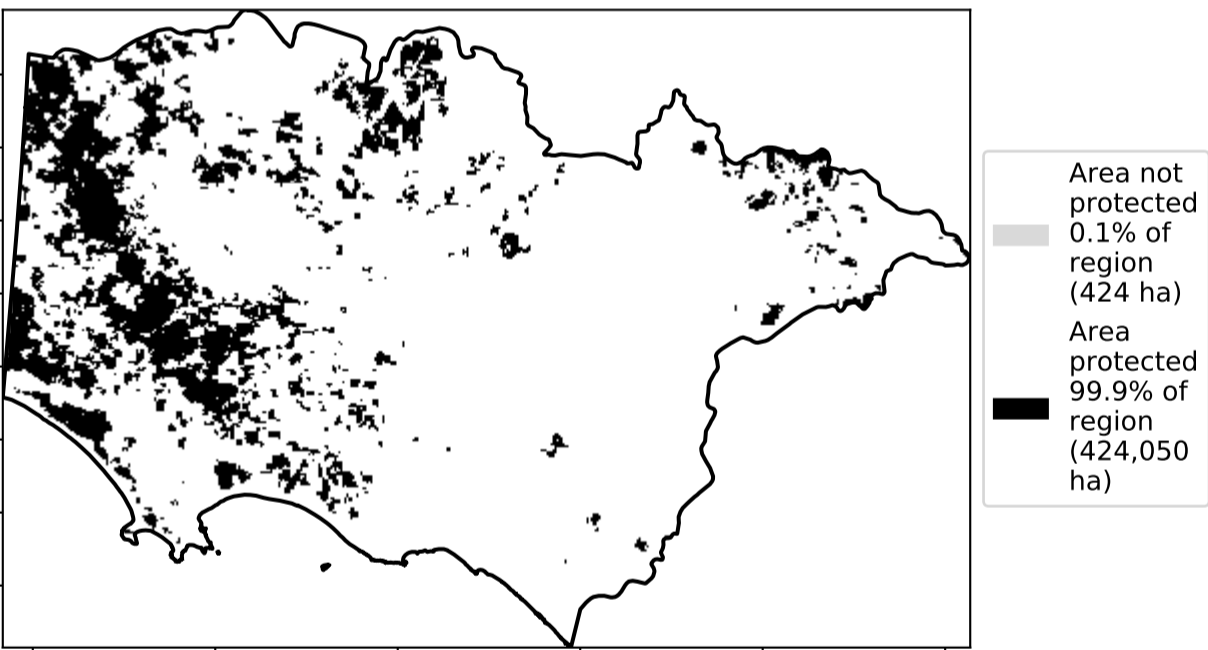 Area not
protected
0.1% of
region
(424 ha)
Area
protected
99.9% of
region
(424,050
ha)